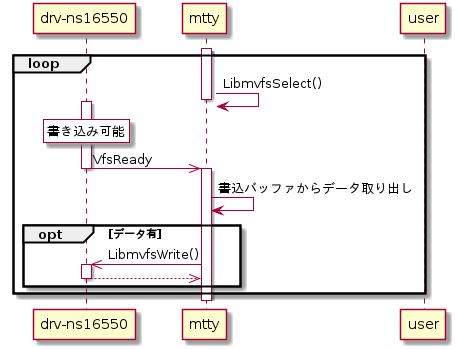 drv-ns16550
mtty
user
loop
LibmvfsSelect()
書き込み可能
VfsReady
書込バッファからデータ取り出し
opt
[データ有]
LibmvfsWrite()
drv-ns16550
mtty
user